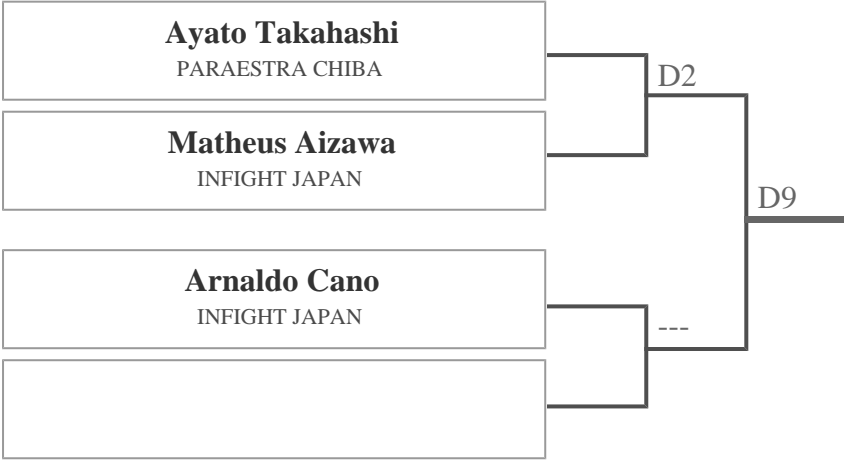 Ayato Takahashi
PARAESTRA CHIBA
D2
Matheus Aizawa
INFIGHT JAPAN
D9
Arnaldo Cano
INFIGHT JAPAN
---